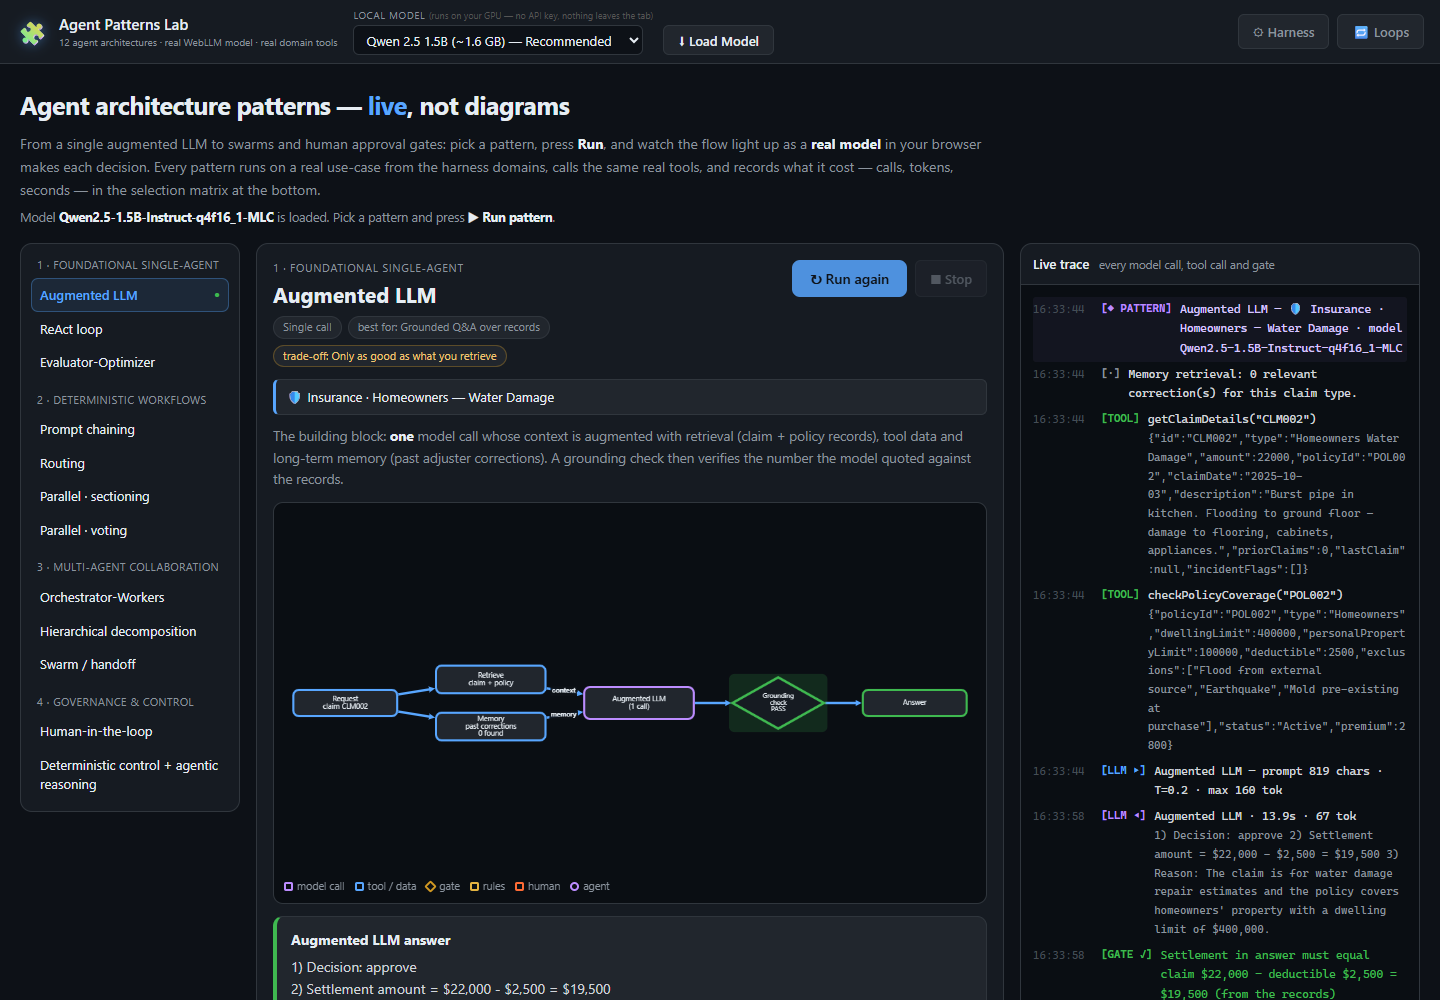 Agent Patterns Lab
12 agent architectures · real WebLLM model · real domain tools
LOCAL MODEL (runs on your GPU — no API key, nothing leaves the tab)
Qwen 2.5 1.5B (~1.6 GB) — Recommended
⬇ Load Model
⚙ Harness
🔁 Loops
Agent architecture patterns — live, not diagrams
From a single augmented LLM to swarms and human approval gates: pick a pattern, press Run, and watch the flow light up as a real model in your browser
makes each decision. Every pattern runs on a real use-case from the harness domains, calls the same real tools, and records what it cost — calls, tokens,
seconds — in the selection matrix at the bottom.
Model Qwen2.5-1.5B-Instruct-q4f16_1-MLC is loaded. Pick a pattern and press ▶ Run pattern.
1 · FOUNDATIONAL SINGLE-AGENT
Augmented LLM
ReAct loop
Evaluator-Optimizer
2 · DETERMINISTIC WORKFLOWS
Prompt chaining
Routing
Parallel · sectioning
Parallel · voting
3 · MULTI-AGENT COLLABORATION
Orchestrator-Workers
Hierarchical decomposition
Swarm / handoff
4 · GOVERNANCE & CONTROL
Human-in-the-loop
Deterministic control + agentic
reasoning
1 · FOUNDATIONAL SINGLE-AGENT
Augmented LLM
↻ Run again
■ Stop
Single call
best for: Grounded Q&A over records
trade-off: Only as good as what you retrieve
Insurance · Homeowners — Water Damage
The building block: one model call whose context is augmented with retrieval (claim + policy records), tool data and
long-term memory (past adjuster corrections). A grounding check then verifies the number the model quoted against
the records.
Request
claim CLM002
Retrieve
claim + policy
Memory
past corrections
0 found
context
memory
Augmented LLM
(1 call)
Grounding
check
PASS
Answer
model call
tool / data
gate
rules
human
agent
Augmented LLM answer
1) Decision: approve
2) Settlement amount = $22,000 - $2,500 = $19,500
Live trace every model call, tool call and gate
16:33:44 [◆ PATTERN] Augmented LLM — 🛡 Insurance ·
Homeowners — Water Damage · model
Qwen2.5-1.5B-Instruct-q4f16_1-MLC
16:33:44 [·] Memory retrieval: 0 relevant
correction(s) for this claim type.
16:33:44 [TOOL] getClaimDetails("CLM002")
{"id":"CLM002","type":"Homeowners Water
Damage","amount":22000,"policyId":"POL00
2","claimDate":"2025-10-
03","description":"Burst pipe in
kitchen. Flooding to ground floor —
damage to flooring, cabinets,
appliances.","priorClaims":0,"lastClaim"
:null,"incidentFlags":[]}
16:33:44 [TOOL] checkPolicyCoverage("POL002")
{"policyId":"POL002","type":"Homeowners"
,"dwellingLimit":400000,"personalPropert
yLimit":100000,"deductible":2500,"exclus
ions":["Flood from external
source","Earthquake","Mold pre-existing
at
purchase"],"status":"Active","premium":2
800}
16:33:44 [LLM ▸] Augmented LLM — prompt 819 chars ·
T=0.2 · max 160 tok
16:33:58 [LLM ◂] Augmented LLM · 13.9s · 67 tok
1) Decision: approve 2) Settlement
amount = $22,000 - $2,500 = $19,500 3)
Reason: The claim is for water damage
repair estimates and the policy covers
homeowners' property with a dwelling
limit of $400,000.
16:33:58 [GATE √] Settlement in answer must equal
claim $22,000 − deductible $2,500 =
$19,500 (from the records)